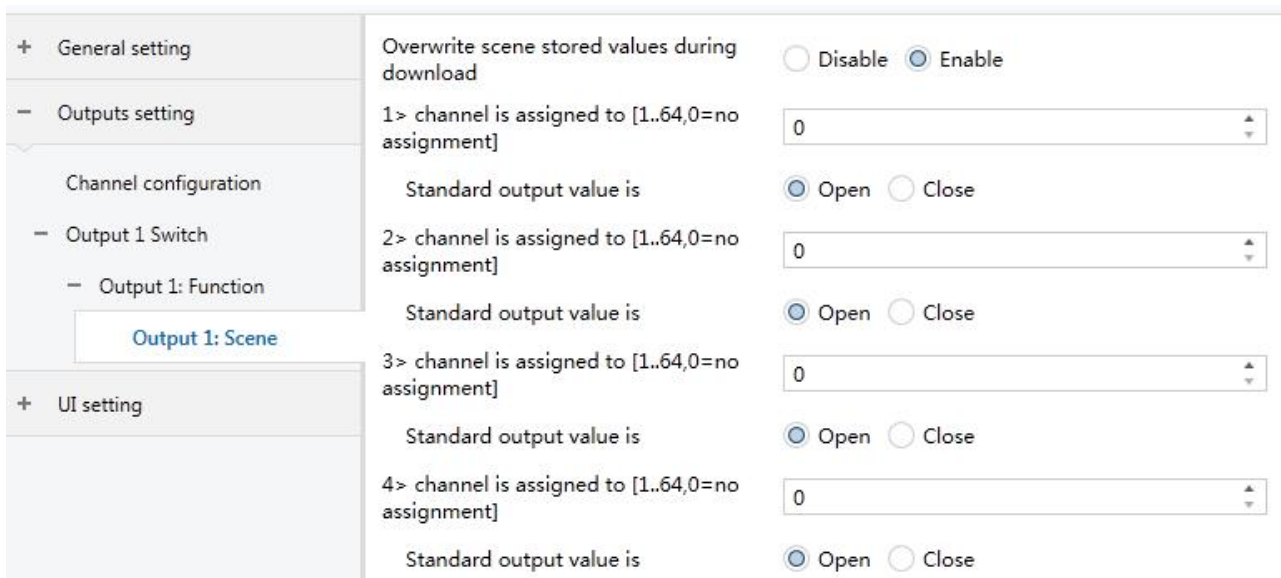 + General setting
− Outputs setting
Channel configuration
− Output 1 Switch
− Output 1: Function
Output 1: Scene
+ UI setting
Overwrite scene stored values during
download
Disable Enable
1> channel is assigned to [1..64,0=no
assignment]
0
Standard output value is
Open Close
2> channel is assigned to [1..64,0=no
assignment]
0
Standard output value is
Open Close
3> channel is assigned to [1..64,0=no
assignment]
0
Standard output value is
Open Close
4> channel is assigned to [1..64,0=no
assignment]
0
Standard output value is
Open Close